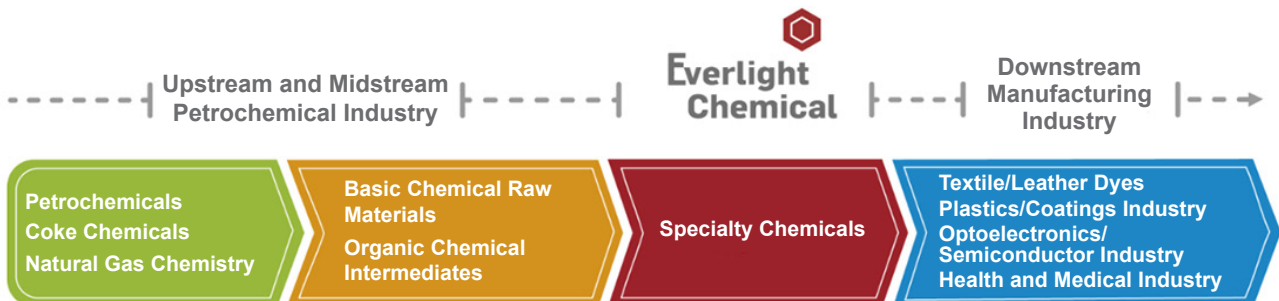 Upstream and Midstream
Petrochemical Industry
Everlight
Chemical
Downstream
Manufacturing
Industry
Petrochemicals
Coke Chemicals
Natural Gas Chemistry
Basic Chemical Raw
Materials
Organic Chemical
Intermediates
Specialty Chemicals
Textile/Leather Dyes
Plastics/Coatings Industry
Optoelectronics/
Semiconductor Industry
Health and Medical Industry